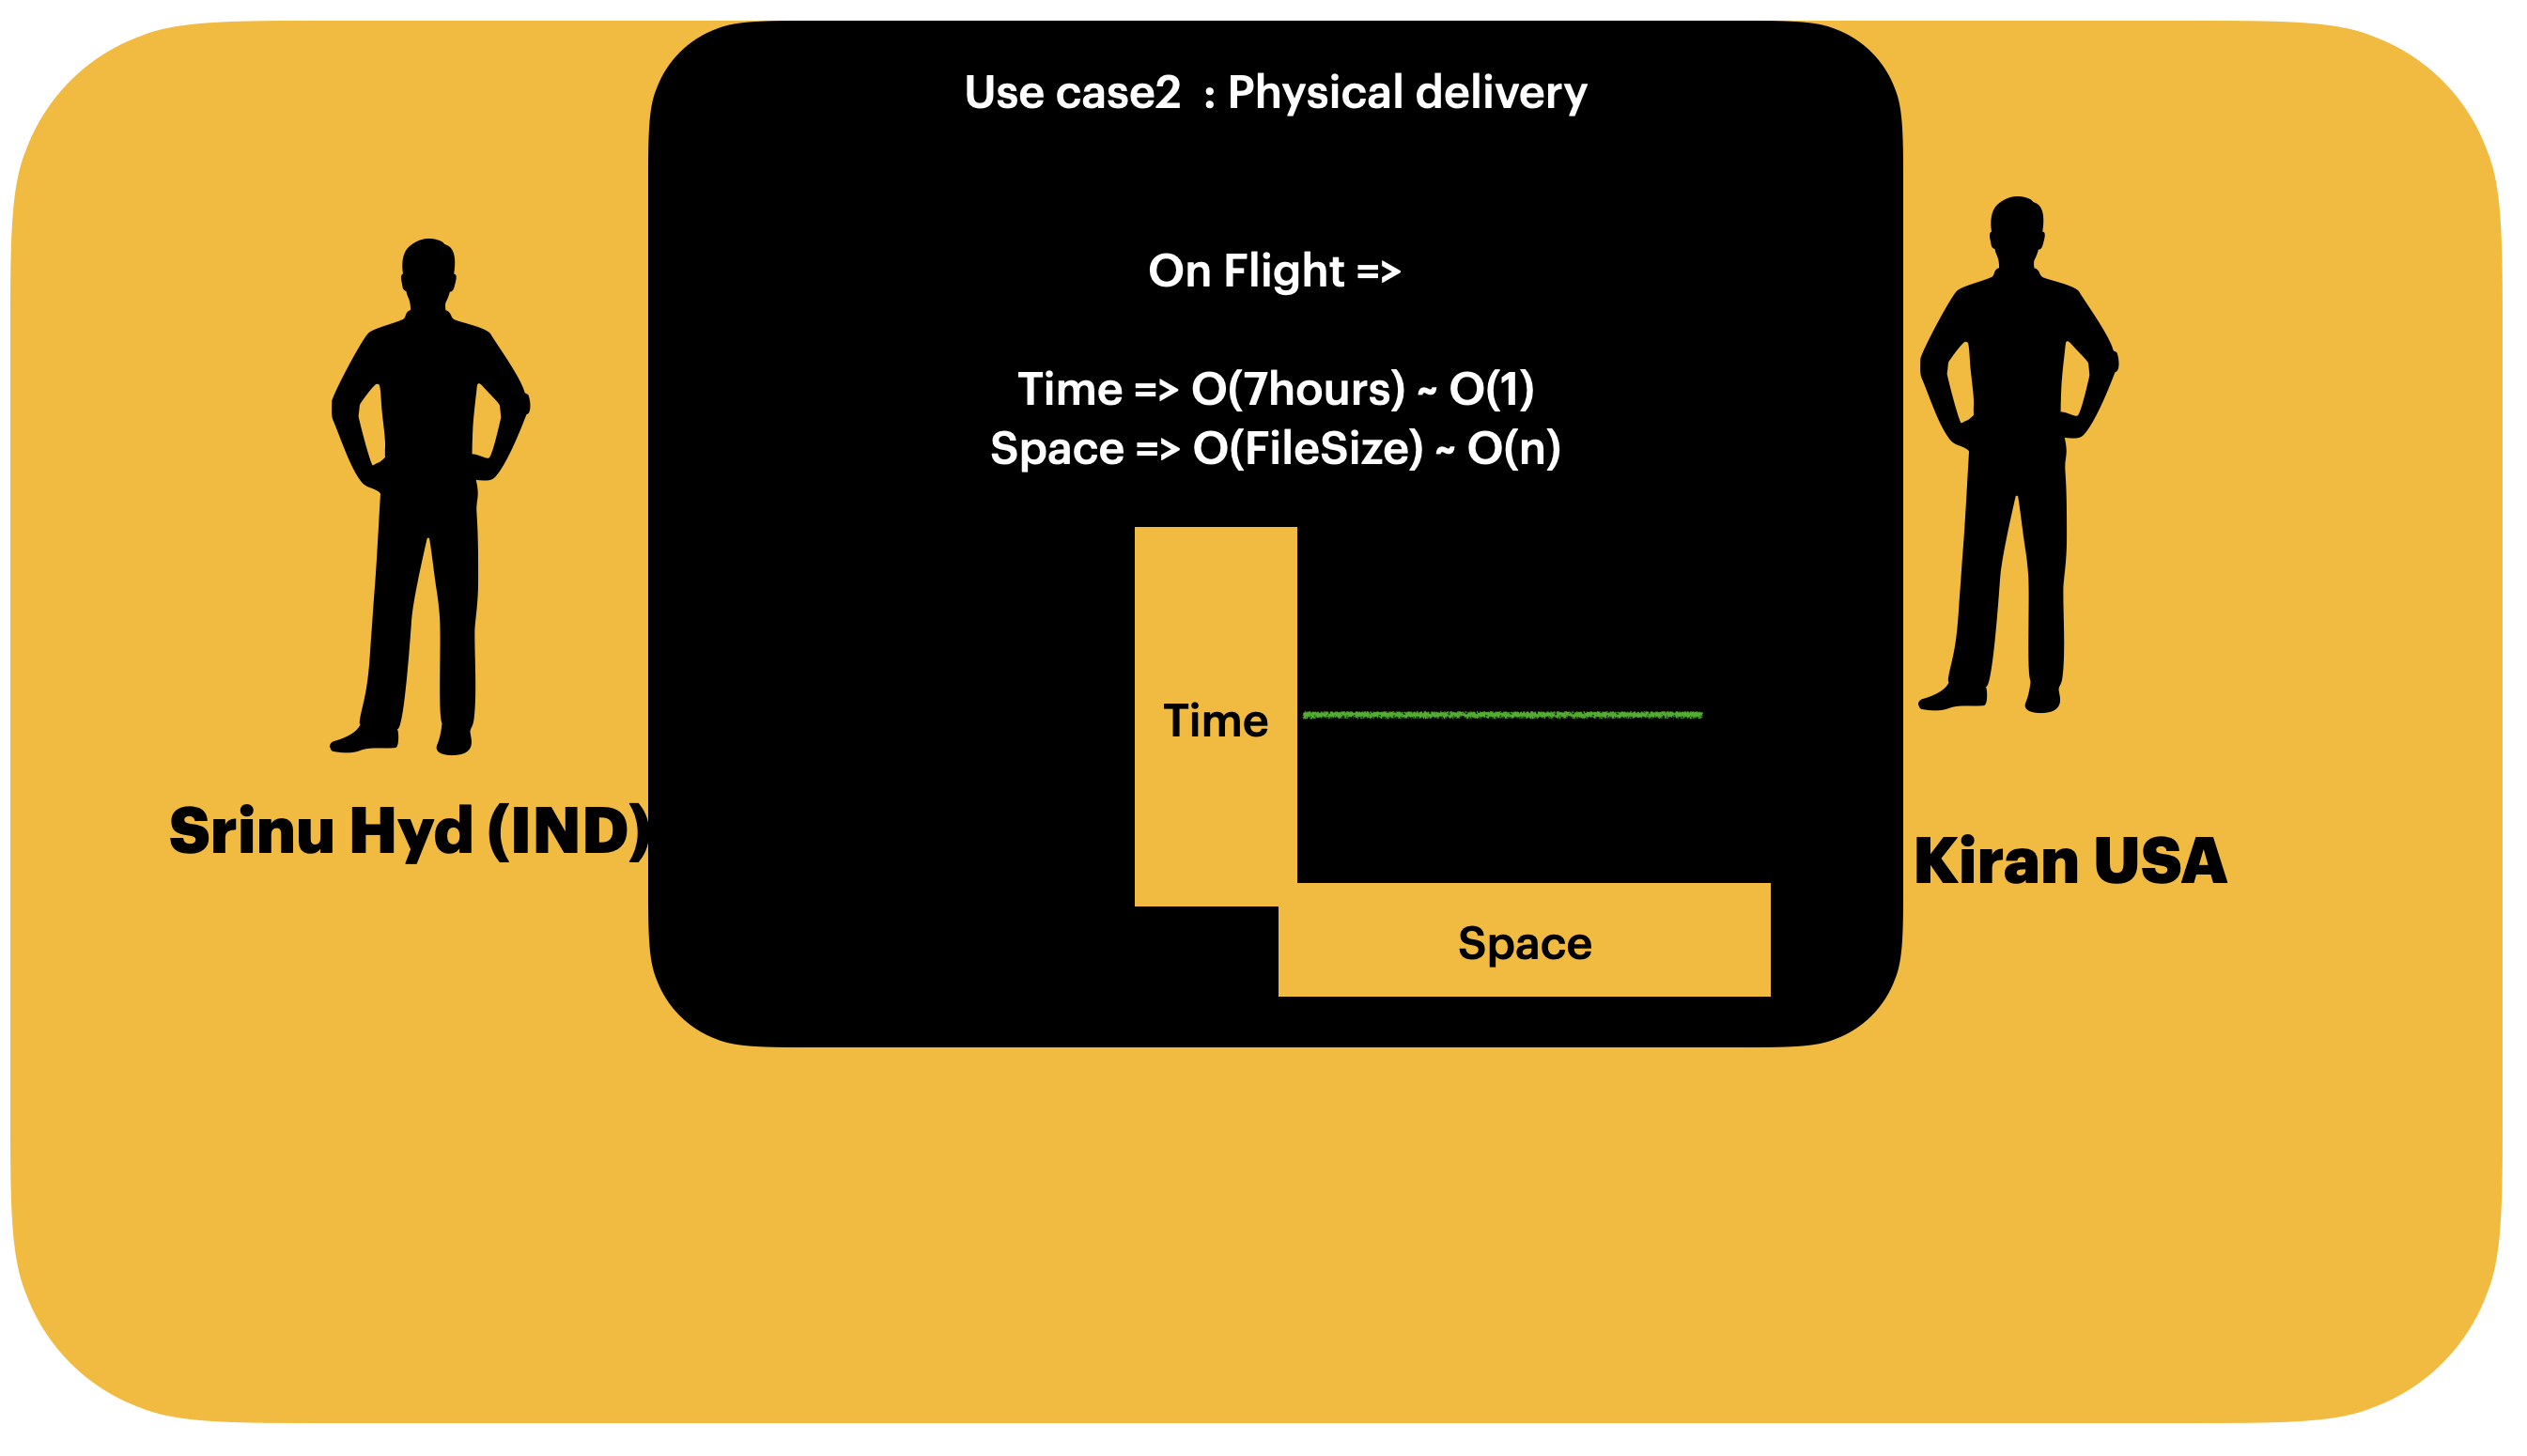 Use case2  : Physical delivery
On Flight =>
Time => O(7hours) ~ O(1)
Space => O(FileSize) ~ O(n)
Time
Space
Srinu Hyd (IND)
Kiran USA